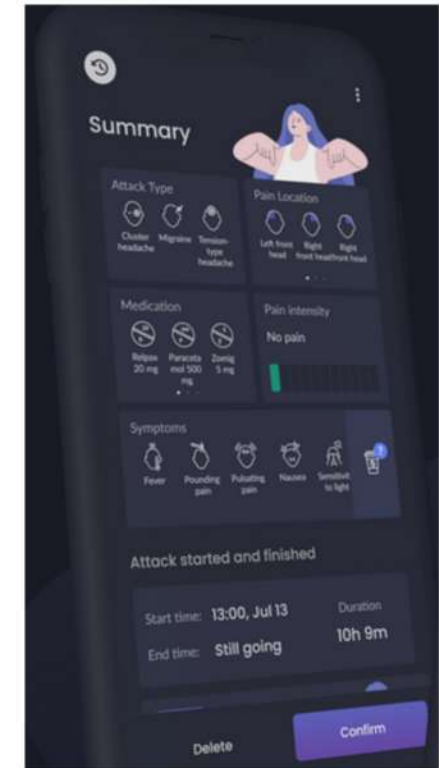 Summary
Attack Type
Cluster headache
Migraine
Tension-type headache
Pain Location
Left front head
Right front head
Right front head
Medication
Relpax 20 mg
Paracetamol 500 mg
Zomig 5 mg
Pain intensity
No pain
Symptoms
Fever
Pounding pain
Pulsating pain
Nausea
Sensitivit to light
Attack started and finished
Start time: 13:00, Jul 13
Duration
End time: Still going
10h 9m
Delete
Confirm